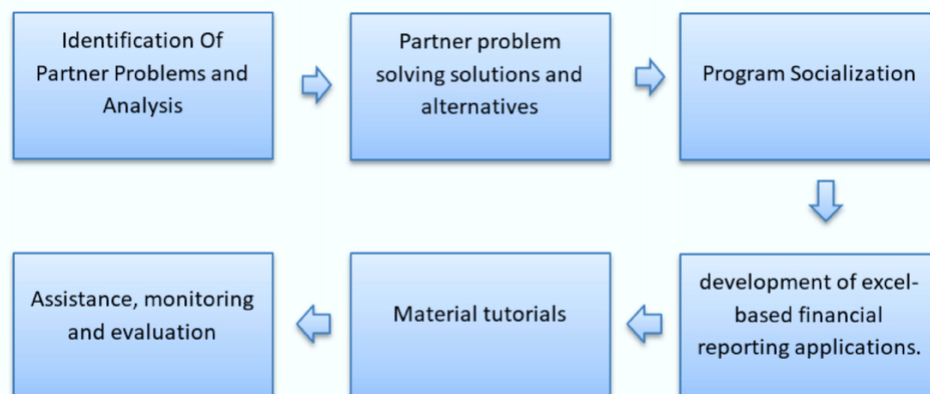 Identification Of
Partner Problems and
Analysis
Partner problem
solving solutions and
alternatives
Program Socialization
development of excel-
based financial
reporting applications.
Material tutorials
Assistance, monitoring
and evaluation